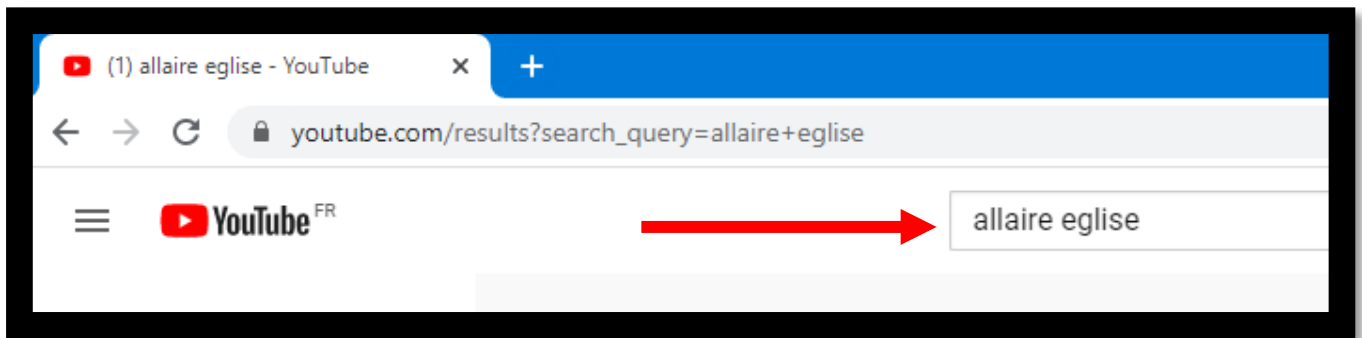 (1) allaire eglise - YouTube
youtube.com/results?search_query=allaire+eglise
YouTube FR
allaire eglise